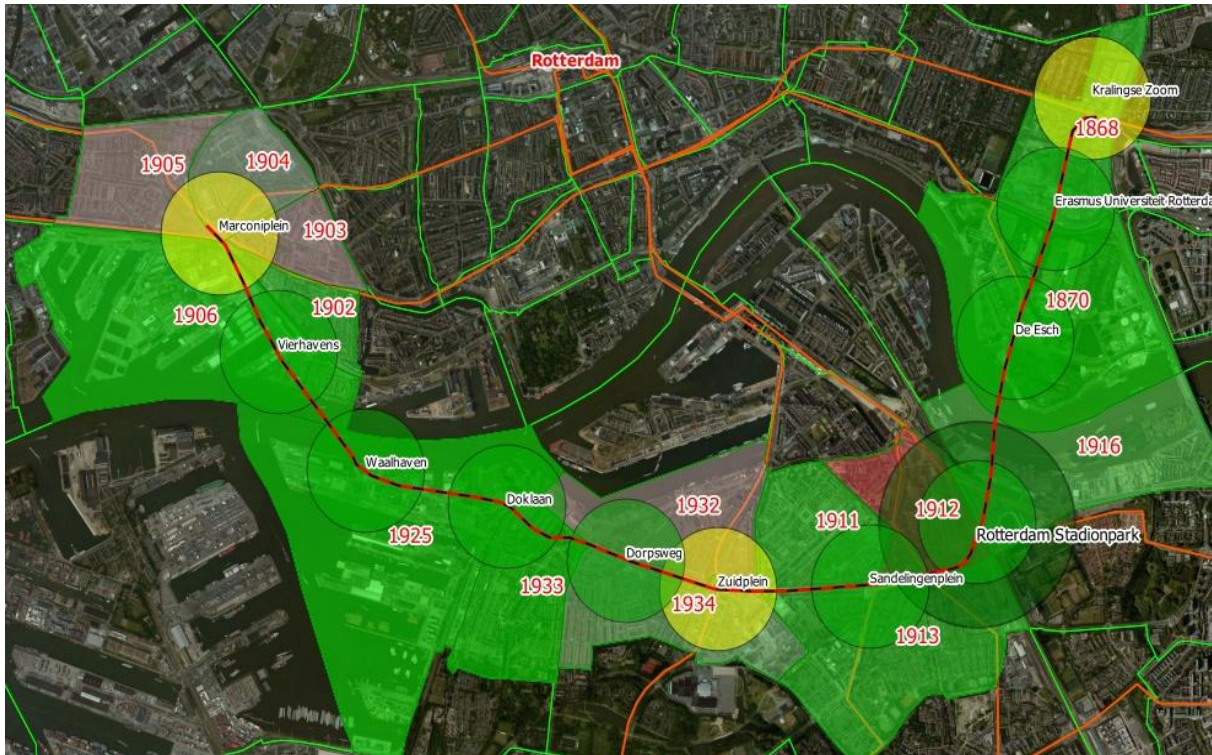 Rotterdam
Kralingse Zoom
1868
1905
1904
Erasmus Universiteit Rotterda
Marconiplein
1903
1906
1902
1870
De Esch
Vierhavens
1916
Waalhaven
Doklaan
1932
1911
1912
1925
Rotterdam Stadionpark
Dorpsweg
1933
Zuidplein
Sandelingenplein
1934
1913